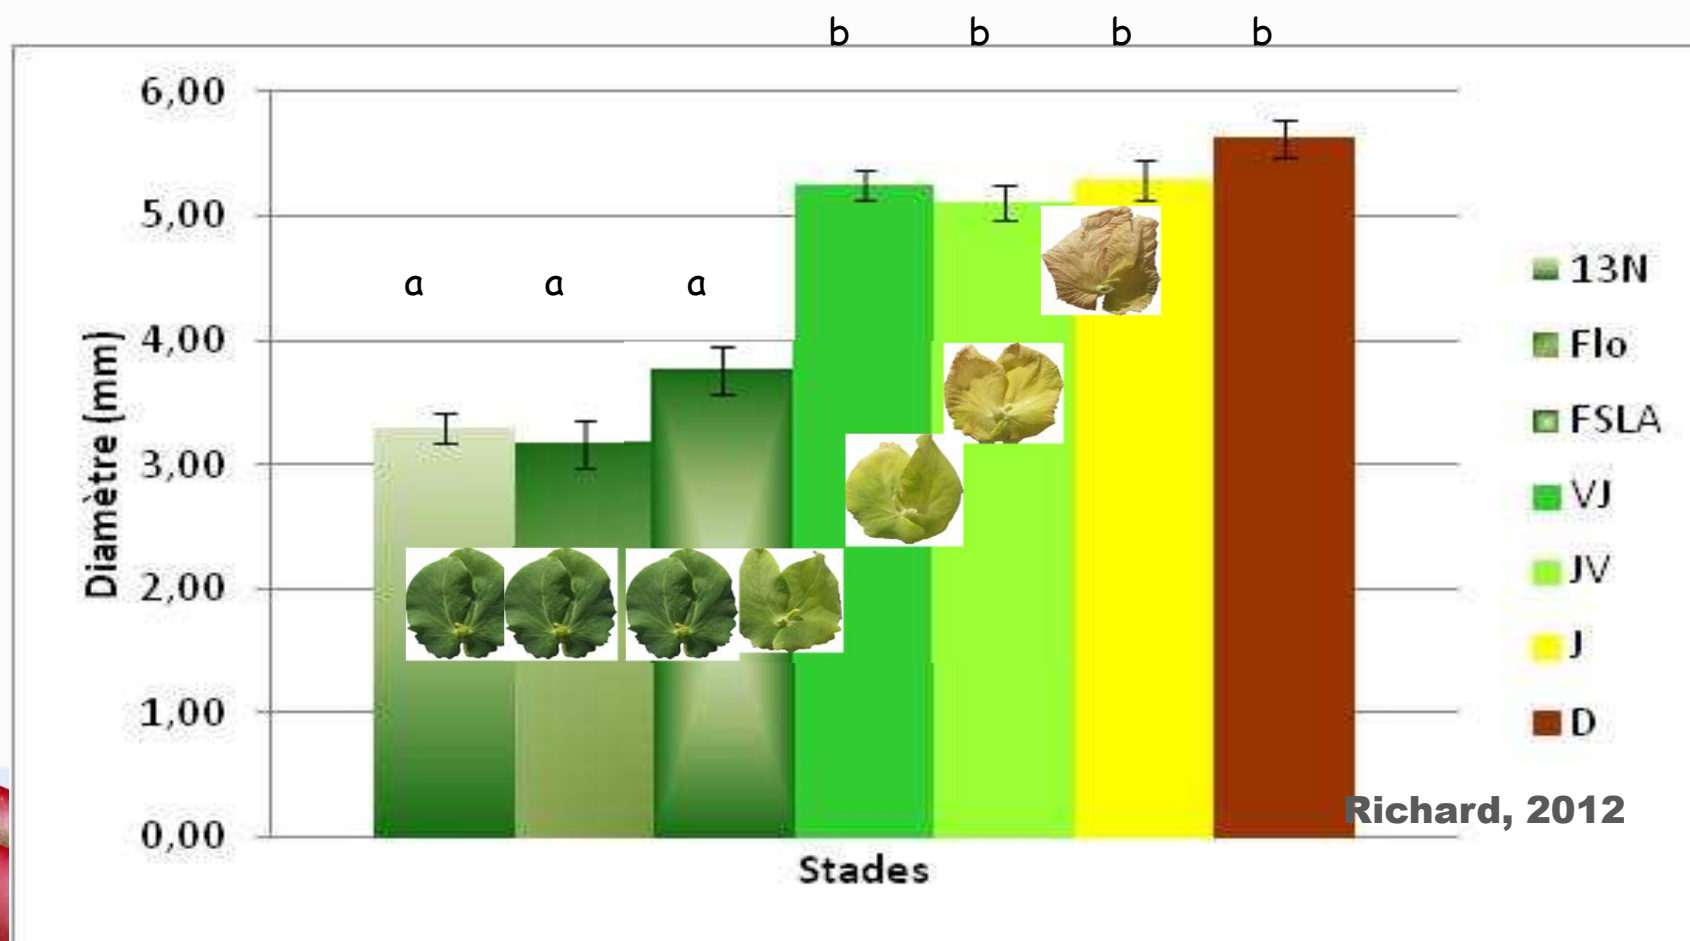 b b b b
6,00
5,00
a a a
4,00
3,00
2,00
1,00
0,00
Diamètre (mm)
Stades
13N
Flo
FSLA
VJ
JV
J
D
Richard, 2012